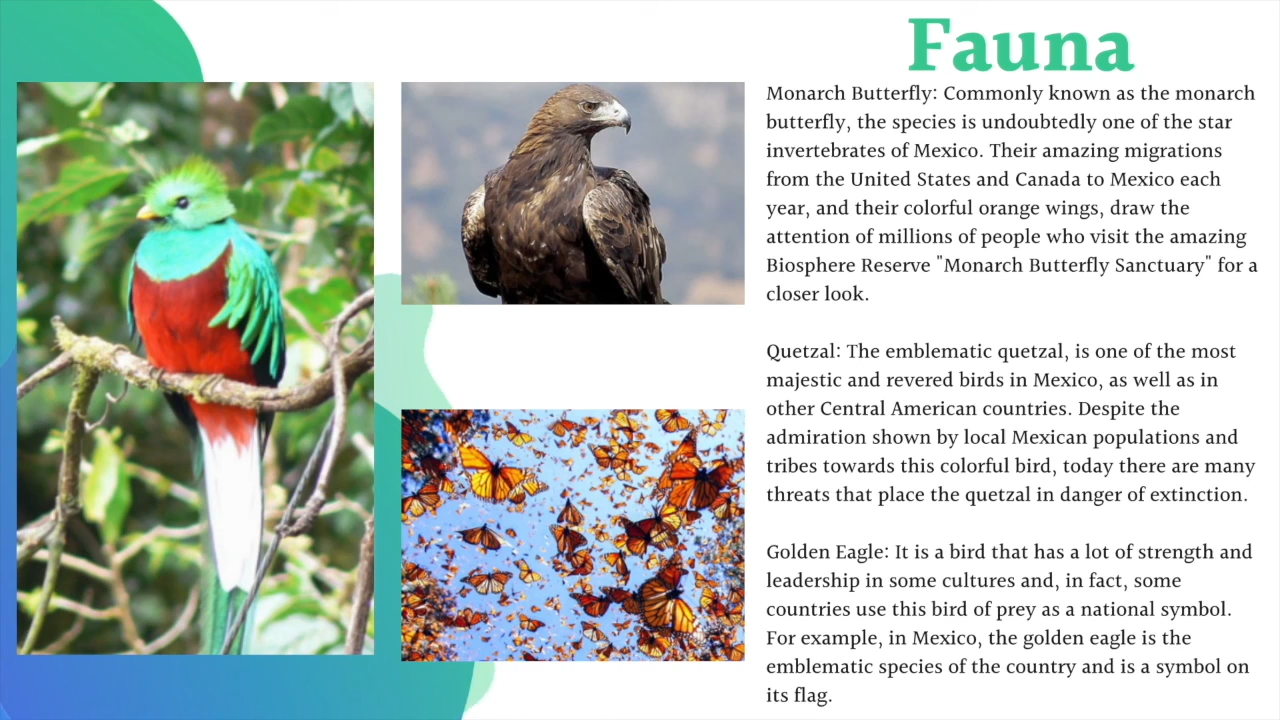 Fauna
Monarch Butterfly: Commonly known as the monarch
butterfly, the species is undoubtedly one of the star
invertebrates of Mexico. Their amazing migrations
from the United States and Canada to Mexico each
year, and their colorful orange wings, draw the
attention of millions of people who visit the amazing
Biosphere Reserve "Monarch Butterfly Sanctuary" for a
closer look.
Quetzal: The emblematic quetzal, is one of the most
majestic and revered birds in Mexico, as well as in
other Central American countries. Despite the
admiration shown by local Mexican populations and
tribes towards this colorful bird, today there are many
threats that place the quetzal in danger of extinction.
Golden Eagle: It is a bird that has a lot of strength and
leadership in some cultures and, in fact, some
countries use this bird of prey as a national symbol.
For example, in Mexico, the golden eagle is the
emblematic species of the country and is a symbol on
its flag.